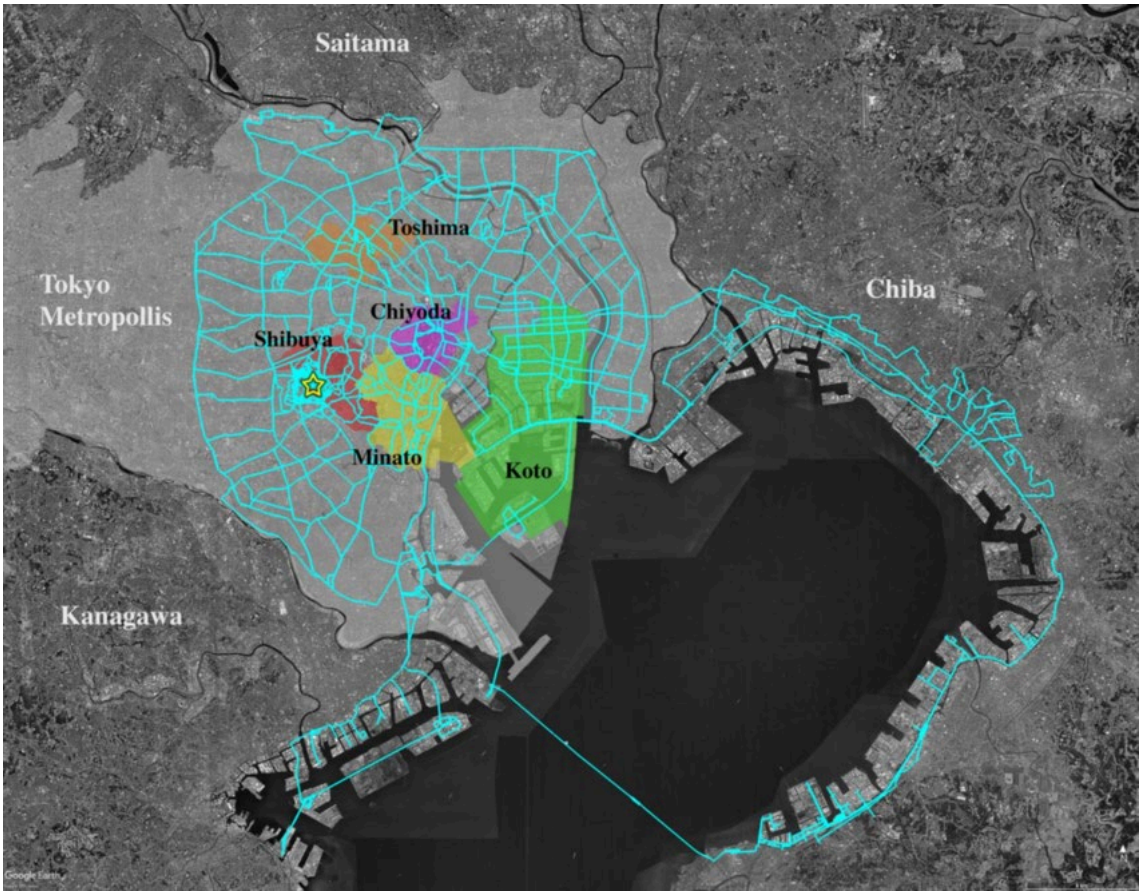 Saitama
Toshima
Tokyo
Metropollis
Chiba
Chiyoda
Shibuya
Minato
Koto
Kanagawa
Google Earth